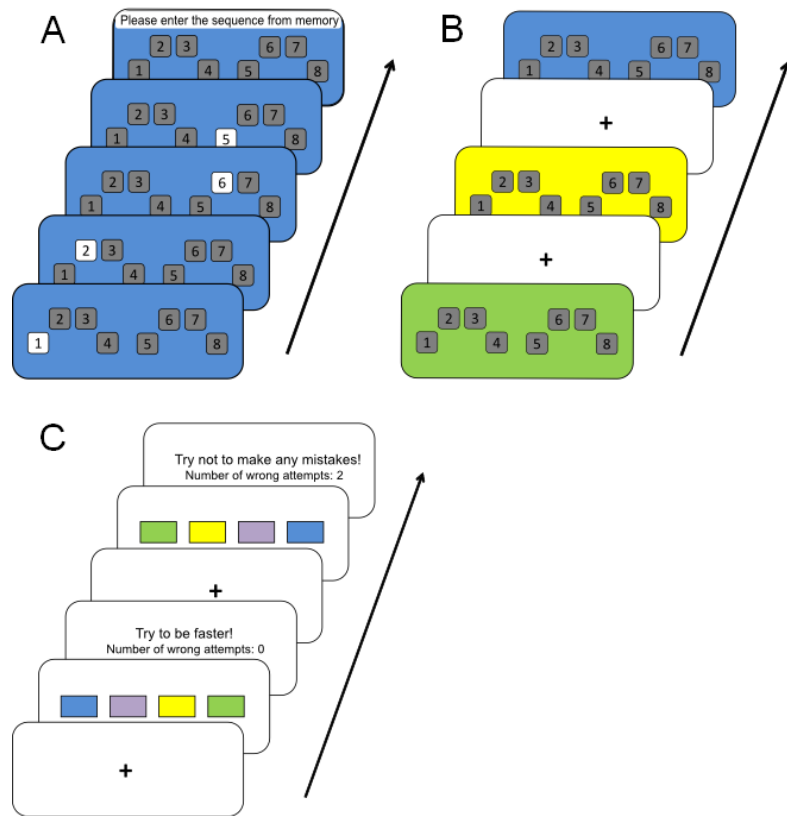 A
Please enter the sequence from memory
2 3 6 7
1 4 5 8
2 3 6 7
1 4 5 8
2 3 6 7
1 4 5 8
2 3 6 7
1 4 5 8
2 3 6 7
1 4 5 8
B
2 3 6 7
1 4 5 8
+
2 3 6 7
1 4 5 8
+
2 3 6 7
1 4 5 8
C
Try not to make any mistakes!
Number of wrong attempts: 2
+
Try to be faster!
Number of wrong attempts: 0
+